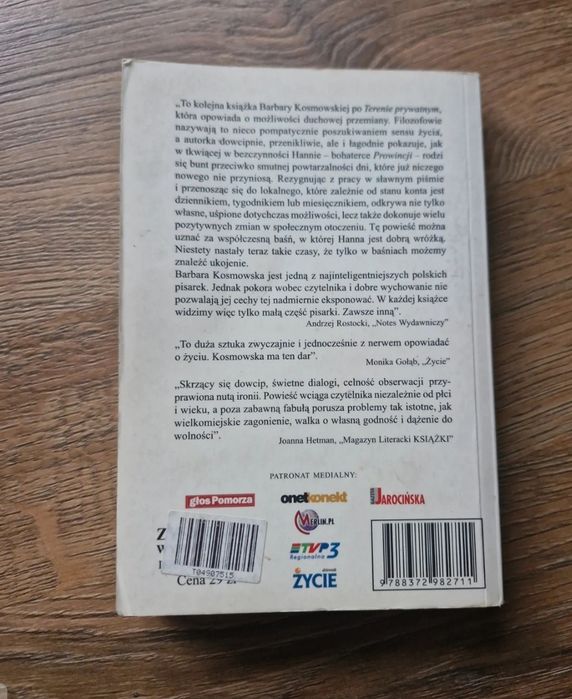 „To kolejna książka Barbary Kosmowskiej po Terenie prywatnym,
która opowiada o możliwości duchowej przemiany. Filozofowie
nazywają to nieco pompatycznie poszukiwaniem sensu życia,
a autorka dowcipnie, przenikliwie, ale i łagodnie pokazuje, jak
w tkwiącej w bezczynności Hannie – bohaterce Prowincji – rodzi
się bunt przeciwko smutnej powtarzalności dni, które już niczego
nowego nie przyniosą. Rezygnując z pracy w sławnym piśmie
i przenosząc się do lokalnego, które zależnie od stanu konta jest
dziennikiem, tygodnikiem lub miesięcznikiem, odkrywa nie tylko
własne, uśpione dotychczas możliwości, lecz także dokonuje wielu
pozytywnych zmian w społecznym otoczeniu. Tę powieść można
uznać za współczesną baśń, w której Hanna jest dobrą wróżką.
Niestety nastały teraz takie czasy, że tylko w baśniach możemy
znaleźć ukojenie.
Barbara Kosmowska jest jedną z najinteligentniejszych polskich
pisarek. Jednak pokora wobec czytelnika i dobre wychowanie nie
pozwalają jej cechy tej nadmiernie eksponować. W każdej książce
widzimy więc tylko małą część pisarki. Zawsze inną”.
Andrzej Rostocki, „Notes Wydawniczy”
„To duża sztuka zwyczajnie i jednocześnie z nerwem opowiadać
o życiu. Kosmowska ma ten dar”.
Monika Gołąb, „Życie”
„Skrzący się dowcip, świetne dialogi, celność obserwacji przy-
prawiona nutą ironii. Powieść wciąga czytelnika niezależnie od płci
i wieku, a poza zabawną fabułą porusza problemy tak istotne, jak
wielkomiejskie zagonienie, walka o własną godność i dążenie do
wolności”.
Joanna Hetman, „Magazyn Literacki KSIĄŻKI”
PATRONAT MEDIALNY:
głos Pomorza
onetkonekt
GAZETA JAROCIŃSKA
MERLIN.PL
TVP3
Regionalna
dziennik
ŻYCIE
Z
W
T04907515
Cena 29 zł
9788372982711